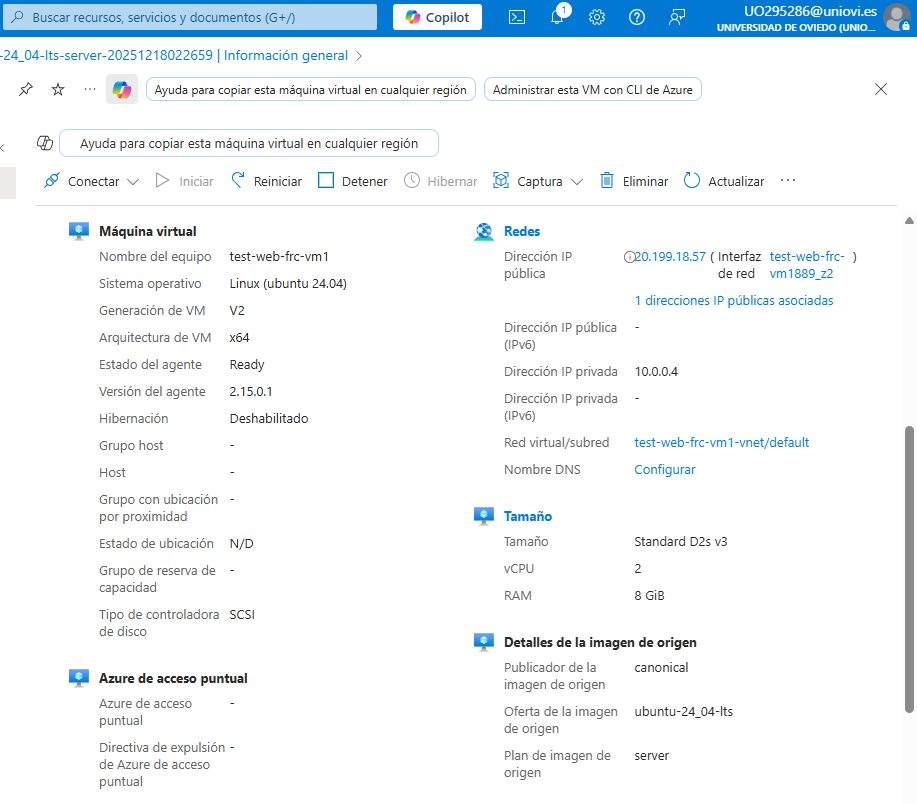 Buscar recursos, servicios y documentos (G+/)
Copilot
1
UO295286@uniovi.es
UNIVERSIDAD DE OVIEDO (UNIO...
-24_04-lts-server-20251218022659 | Información general
Ayuda para copiar esta máquina virtual en cualquier región
Administrar esta VM con CLI de Azure
Ayuda para copiar esta máquina virtual en cualquier región
Conectar
Iniciar
Reiniciar
Detener
Hibernar
Captura
Eliminar
Actualizar
Máquina virtual
Nombre del equipo test-web-frc-vm1
Sistema operativo Linux (ubuntu 24.04)
Generación de VM V2
Arquitectura de VM x64
Estado del agente Ready
Versión del agente 2.15.0.1
Hibernación Deshabilitado
Grupo host -
Host -
Grupo con ubicación -
por proximidad
Estado de ubicación N/D
Grupo de reserva de -
capacidad
Tipo de controladora SCSI
de disco
Azure de acceso puntual
Azure de acceso -
puntual
Directiva de expulsión -
de Azure de acceso
puntual
Redes
Dirección IP 20.199.18.57 ( Interfaz test-web-frc- )
pública de red vm1889_z2
1 direcciones IP públicas asociadas
Dirección IP pública -
(IPv6)
Dirección IP privada 10.0.0.4
Dirección IP privada -
(IPv6)
Red virtual/subred test-web-frc-vm1-vnet/default
Nombre DNS Configurar
Tamaño
Tamaño Standard D2s v3
vCPU 2
RAM 8 GiB
Detalles de la imagen de origen
Publicador de la canonical
imagen de origen
Oferta de la imagen ubuntu-24_04-lts
de origen
Plan de imagen de server
origen